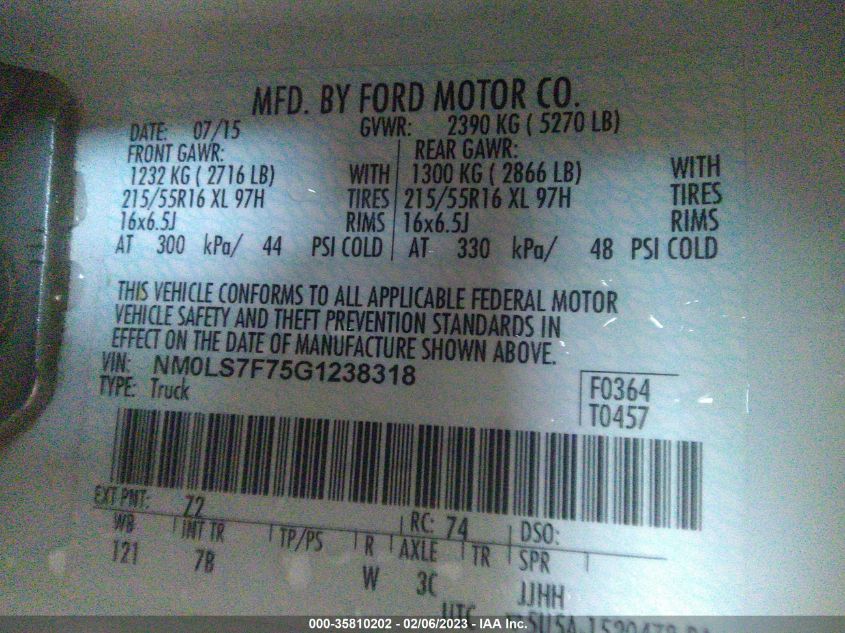 MFD. BY FORD MOTOR CO.
DATE: 07/15 GVWR: 2390 KG ( 5270 LB)
FRONT GAWR: REAR GAWR:
1232 KG ( 2716 LB) WITH 1300 KG ( 2866 LB) WITH
215/55R16 XL 97H TIRES 215/55R16 XL 97H TIRES
16x6.5J RIMS 16x6.5J RIMS
AT 300 kPa/ 44 PSI COLD AT 330 kPa/ 48 PSI COLD
THIS VEHICLE CONFORMS TO ALL APPLICABLE FEDERAL MOTOR
VEHICLE SAFETY AND THEFT PREVENTION STANDARDS IN
EFFECT ON THE DATE OF MANUFACTURE SHOWN ABOVE.
VIN: NM0LS7F75G1238318
TYPE: Truck
F0364
T0457
EXT PNT: Z2 RC: 74 DSO:
WB INT TR TP/PS R AXLE TR SPR
121 7B W 3C JJHH
UTC
000-35810202 - 02/06/2023 - IAA Inc.